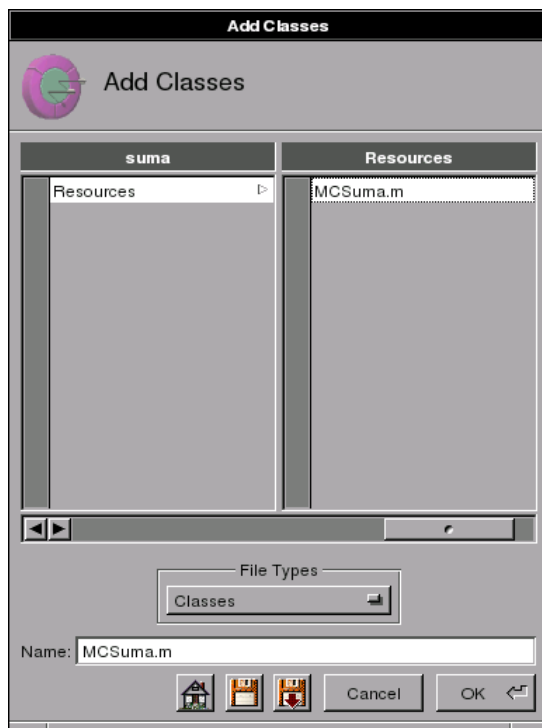 Add Classes
Add Classes
suma
Resources
Resources
MCSuma.m
File Types
Classes
Name: MCSuma.m
Cancel
OK